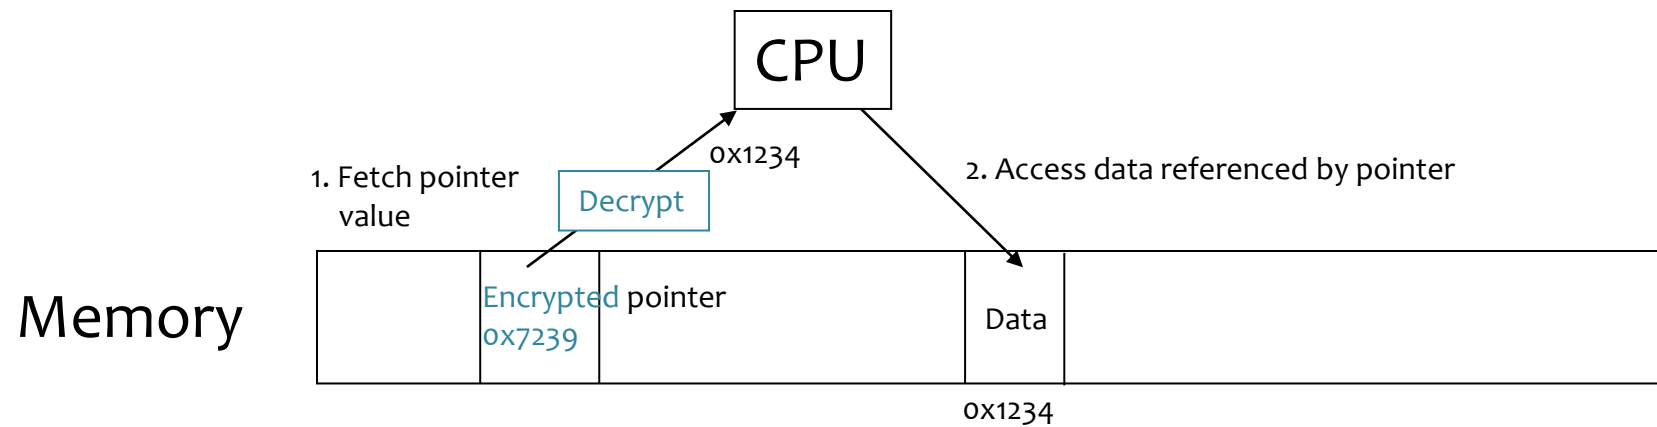 CPU
0x1234
1. Fetch pointer
value
2. Access data referenced by pointer
Decrypt
Memory
Encrypted pointer
0x7239
Data
0x1234